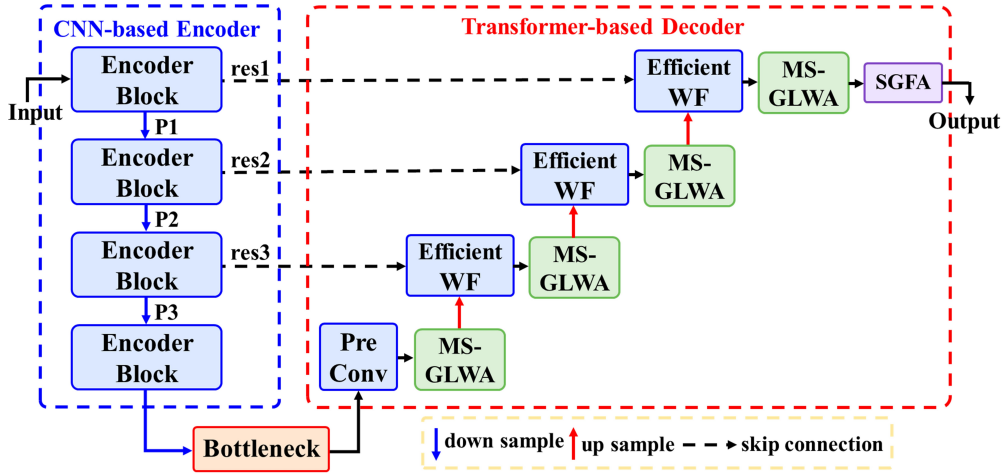 CNN-based Encoder
Transformer-based Decoder
Input
Encoder
Block
res1
Efficient
WF
MS-
GLWA
SGFA
Output
P1
Encoder
Block
res2
Efficient
WF
MS-
GLWA
P2
Encoder
Block
res3
Efficient
WF
MS-
GLWA
P3
Encoder
Block
Pre
Conv
MS-
GLWA
Bottleneck
down sample
up sample
skip connection